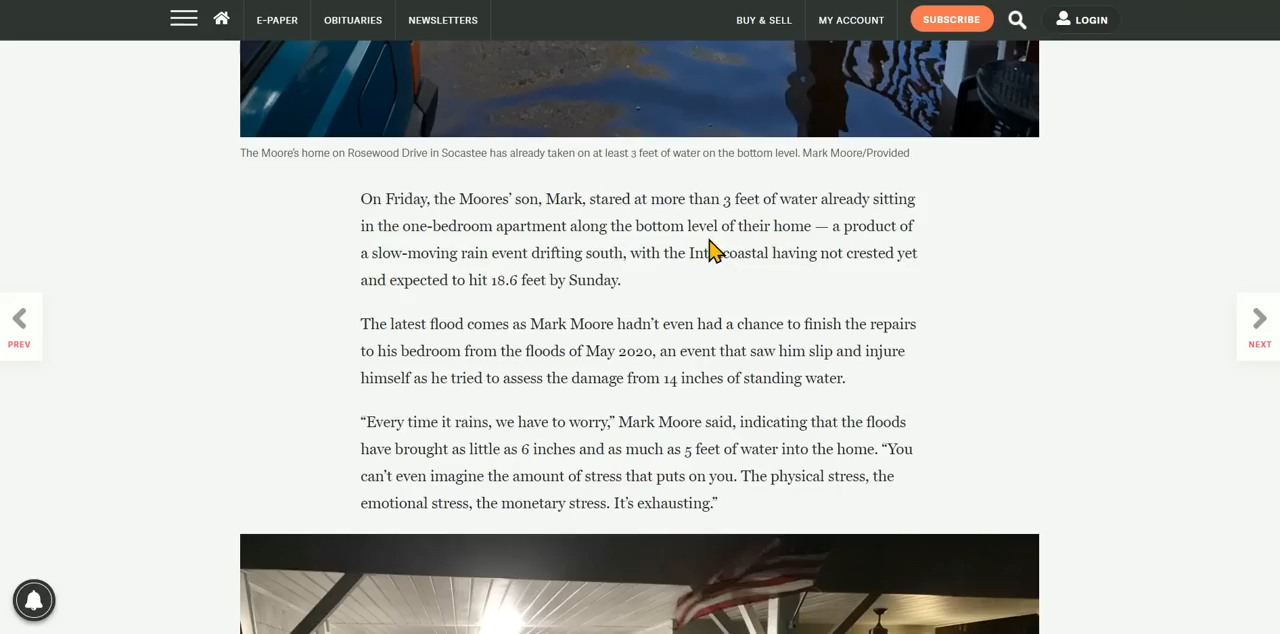 E-PAPER OBITUARIES NEWSLETTERS BUY & SELL MY ACCOUNT SUBSCRIBE LOGIN
The Moore's home on Rosewood Drive in Socastee has already taken on at least 3 feet of water on the bottom level. Mark Moore/Provided
On Friday, the Moores’ son, Mark, stared at more than 3 feet of water already sitting
in the one-bedroom apartment along the bottom level of their home — a product of
a slow-moving rain event drifting south, with the Intracoastal having not crested yet
and expected to hit 18.6 feet by Sunday.
PREV
NEXT
The latest flood comes as Mark Moore hadn’t even had a chance to finish the repairs
to his bedroom from the floods of May 2020, an event that saw him slip and injure
himself as he tried to assess the damage from 14 inches of standing water.
“Every time it rains, we have to worry,” Mark Moore said, indicating that the floods
have brought as little as 6 inches and as much as 5 feet of water into the home. “You
can’t even imagine the amount of stress that puts on you. The physical stress, the
emotional stress, the monetary stress. It’s exhausting.”